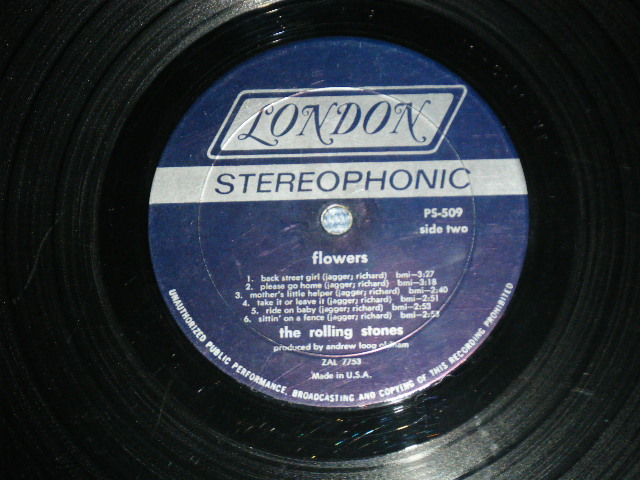 LONDON
STEREOPHONIC
PS-509
side two
flowers
1. back street girl (jagger; richard) bmi—3:27
2. please go home (jagger; richard) bmi—3:18
3. mother's little helper (jagger; richard) bmi—2:40
4. take it or leave it (jagger; richard) bmi—2:51
5. ride on baby (jagger; richard) bmi—2:53
6. sittin' on a fence (jagger; richard) bmi—2:53
the rolling stones
produced by andrew loog oldham
ZAL 7753
Made in U.S.A.
UNAUTHORIZED PUBLIC PERFORMANCE, BROADCASTING AND COPYING OF THIS RECORDING PROHIBITED